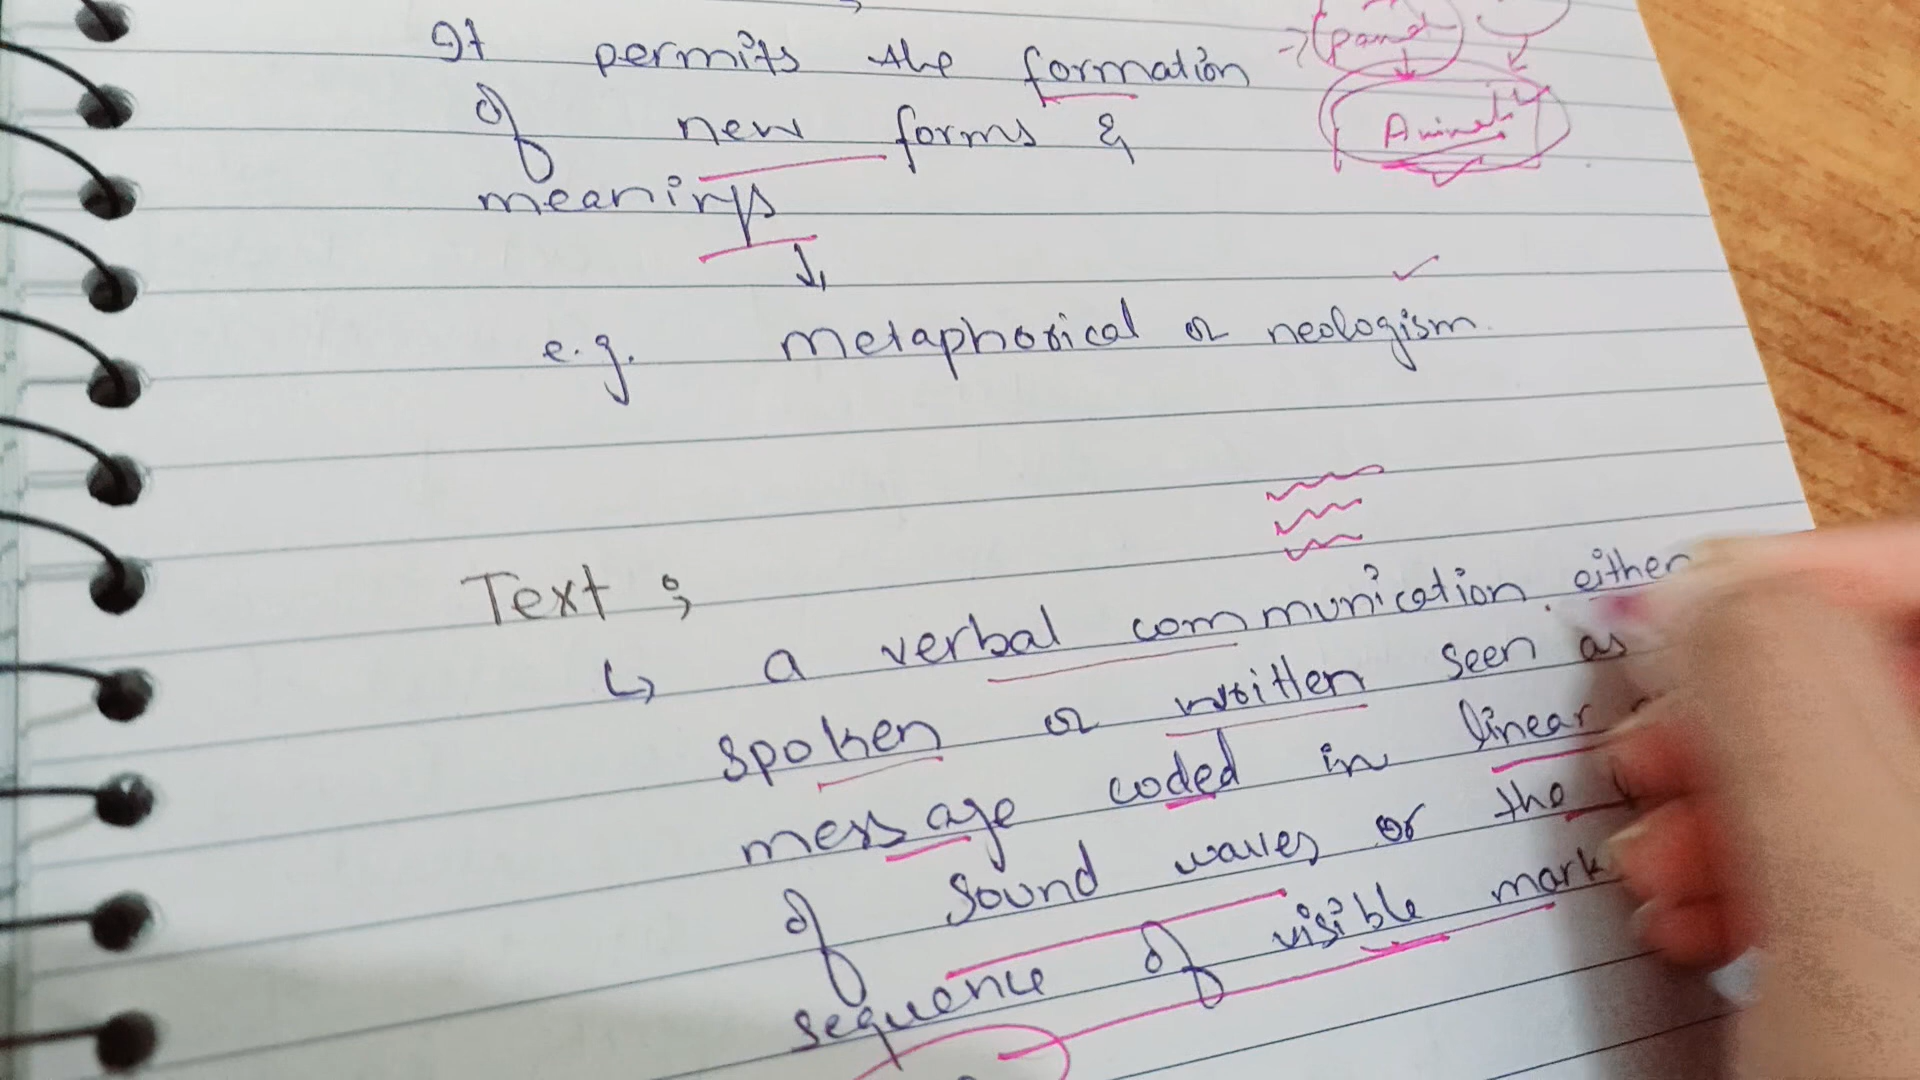 It permits the formation
of new forms &
meanings
e.g. metaphorical or neologism.
Text ;
a verbal communication. either
spoken or written seen as
message coded in linear
of sound waves or the
sequence of visible mark